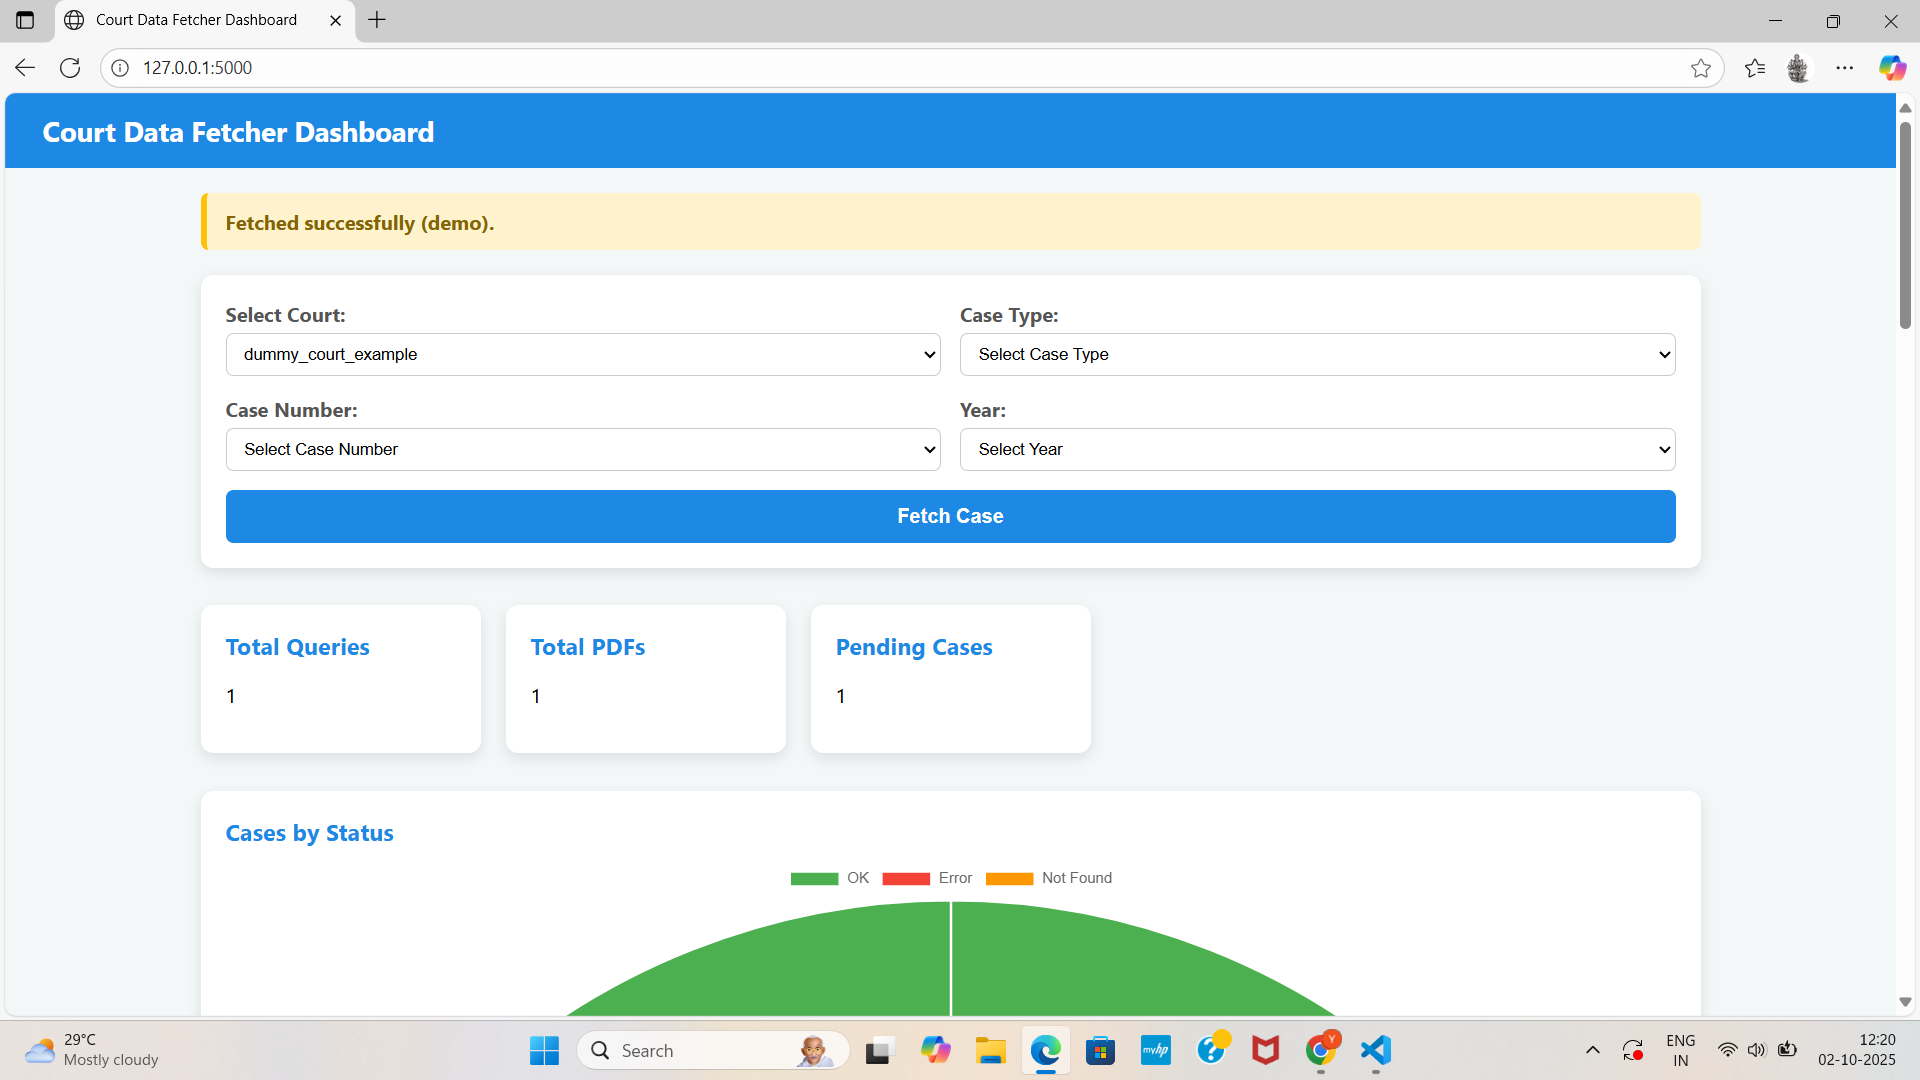 Court Data Fetcher Dashboard
127.0.0.1:5000
Court Data Fetcher Dashboard
Fetched successfully (demo).
Select Court:
Case Type:
dummy_court_example
Select Case Type
Case Number:
Year:
Select Case Number
Select Year
Fetch Case
Total Queries
1
Total PDFs
1
Pending Cases
1
Cases by Status
OK
Error
Not Found
29°C
Mostly cloudy
Search
myhp
Y
ENG
IN
12:20
02-10-2025